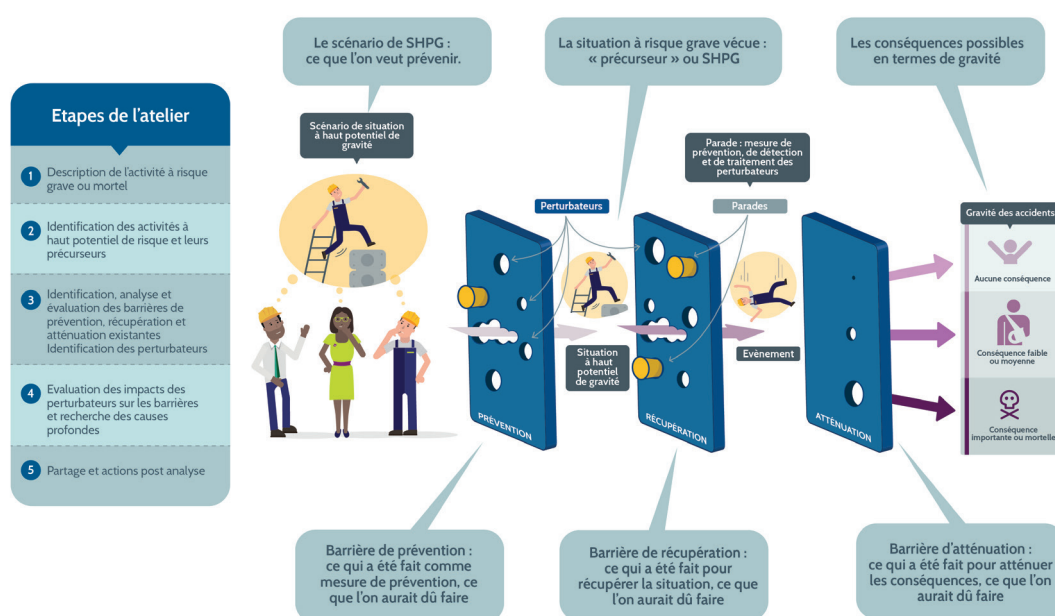 Le scénario de SHPG :
ce que l'on veut prévenir.
La situation à risque grave vécue :
« précurseur » ou SHPG
Les conséquences possibles
en termes de gravité
Etapes de l'atelier
1 Description de l'activité à risque
grave ou mortel
2 Identification des activités à
haut potentiel de risque et leurs
précurseurs
3 Identification, analyse et
évaluation des barrières de
prévention, récupération et
atténuation existantes
Identification des perturbateurs
4 Evaluation des impacts des
perturbateurs sur les barrières
et recherche des causes
profondes
5 Partage et actions post analyse
Scènario de situation
à haut potentiel de
gravité
Parade : mesure de
prévention, de détection
et de traitement des
perturbateurs
Perturbateurs
Parades
Situation
à haut
potentiel
de gravité
Evènement
PRÉVENTION
RÉCUPÉRATION
ATTÉNUATION
Gravité des accidents
Aucune conséquence
Conséquence faible
ou moyenne
Conséquence
importante ou mortelle
Barrière de prévention :
ce qui a été fait comme
mesure de prévention, ce
que l'on aurait dû faire
Barrière de récupération :
ce qui a été fait pour
récupérer la situation, ce que
l'on aurait dû faire
Barrière d'atténuation :
ce qui a été fait pour atténuer
les conséquences, ce que l'on
aurait dû faire